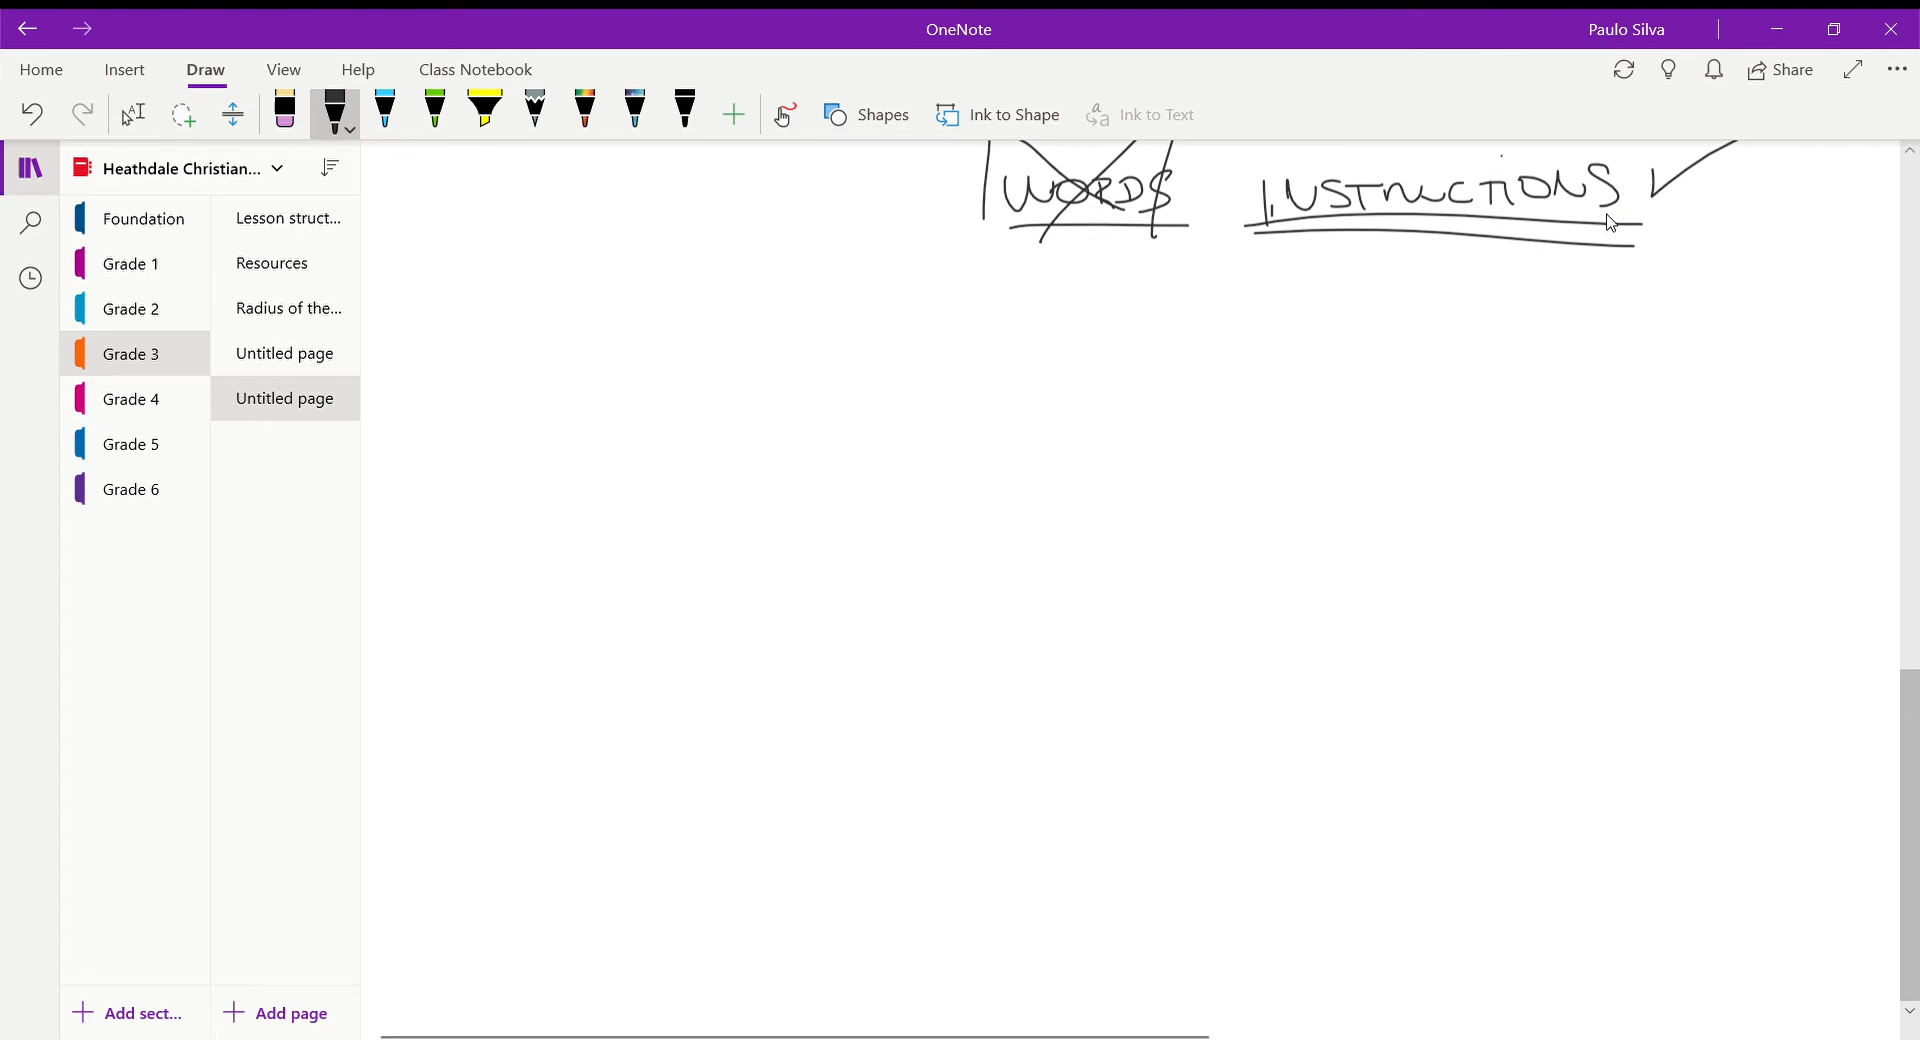 OneNote
Paulo Silva
Home Insert Draw View Help Class Notebook
Share
Shapes Ink to Shape Ink to Text
Heathdale Christian...
Foundation
Grade 1
Grade 2
Grade 3
Grade 4
Grade 5
Grade 6
Lesson struct...
Resources
Radius of the...
Untitled page
Untitled page
WORDS INSTRUCTIONS
Add sect...
Add page